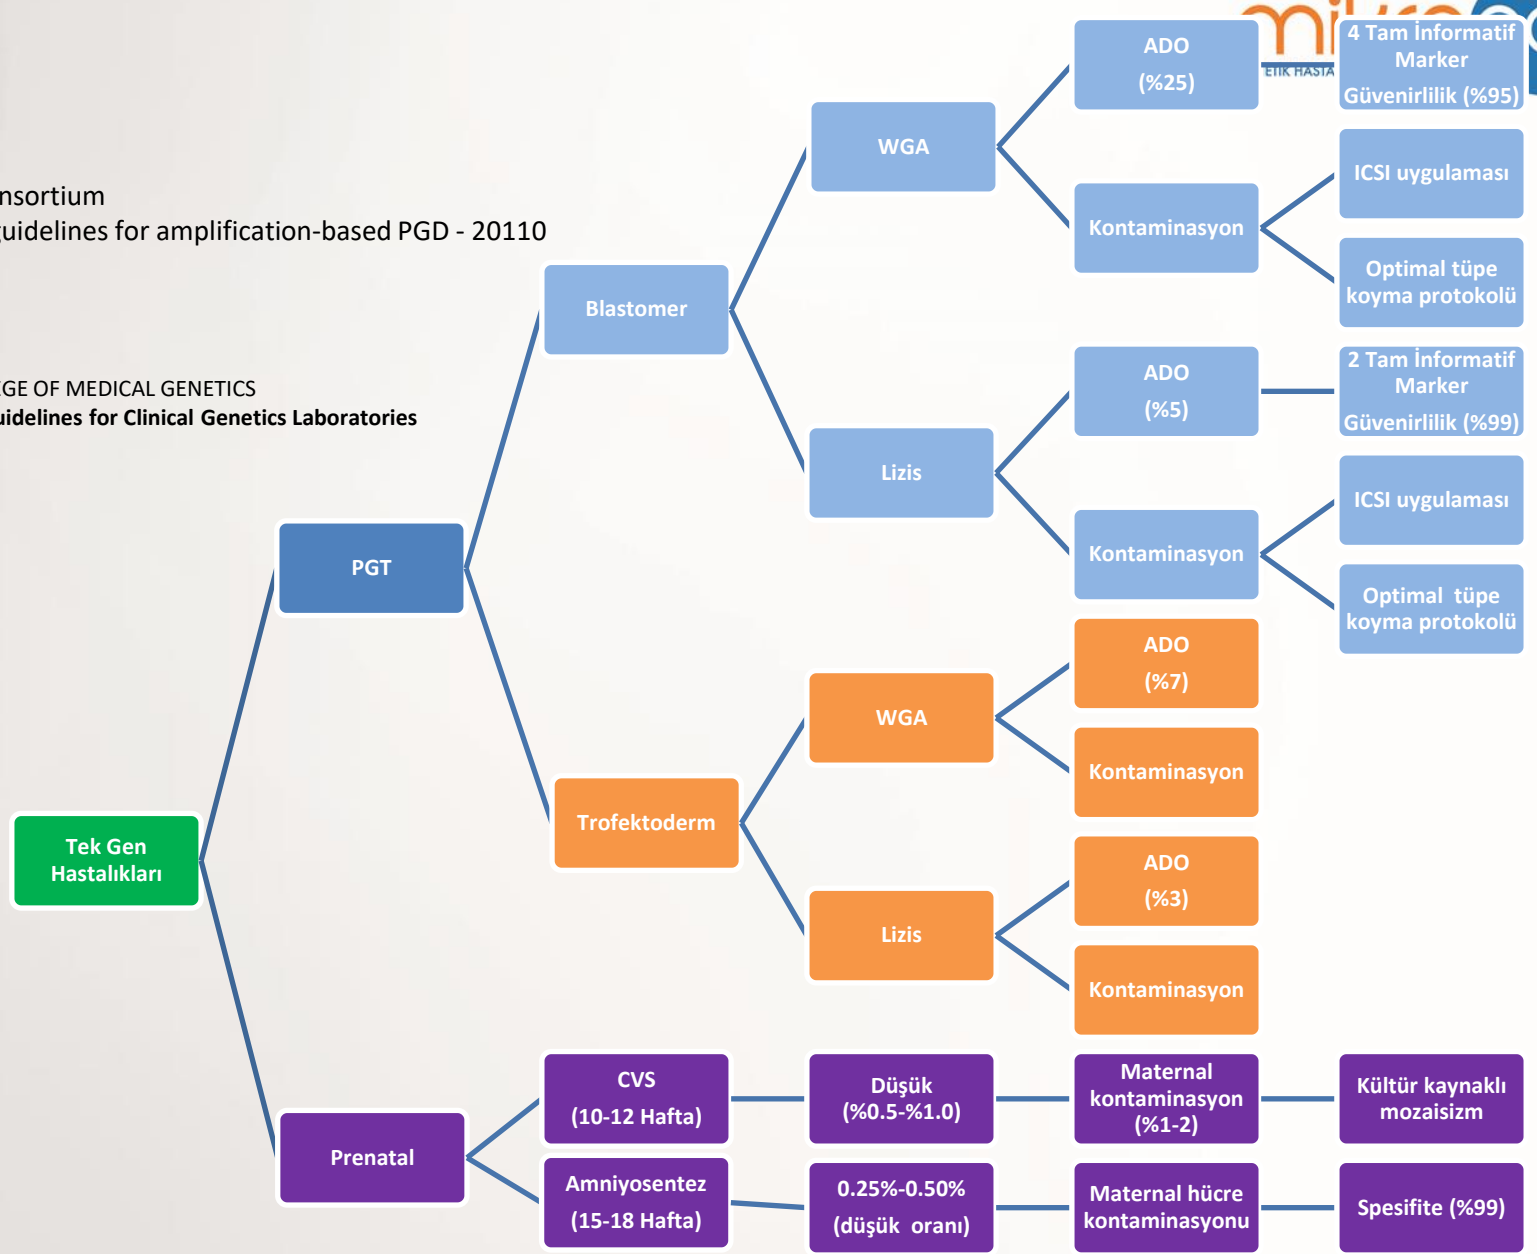 nsortium
guidelines for amplification-based PGD - 20110
EGE OF MEDICAL GENETICS
uidelines for Clinical Genetics Laboratories
Tek Gen
Hastalıkları
PGT
Blastomer
WGA
ADO
(%25)
4 Tam İnformatif
Marker
Güvenirlilik (%95)
Kontaminasyon
ICSI uygulaması
Optimal tüpe
koyma protokolü
Lizis
ADO
(%5)
2 Tam İnformatif
Marker
Güvenirlilik (%99)
Kontaminasyon
ICSI uygulaması
Optimal tüpe
koyma protokolü
Trofektoderm
WGA
ADO
(%7)
Kontaminasyon
Lizis
ADO
(%3)
Kontaminasyon
Prenatal
CVS
(10-12 Hafta)
Düşük
(%0.5-%1.0)
Maternal
kontaminasyon
(%1-2)
Kültür kaynaklı
mozaisizm
Amniyosentez
(15-18 Hafta)
0.25%-0.50%
(düşük oranı)
Maternal hücre
kontaminasyonu
Spesifite (%99)